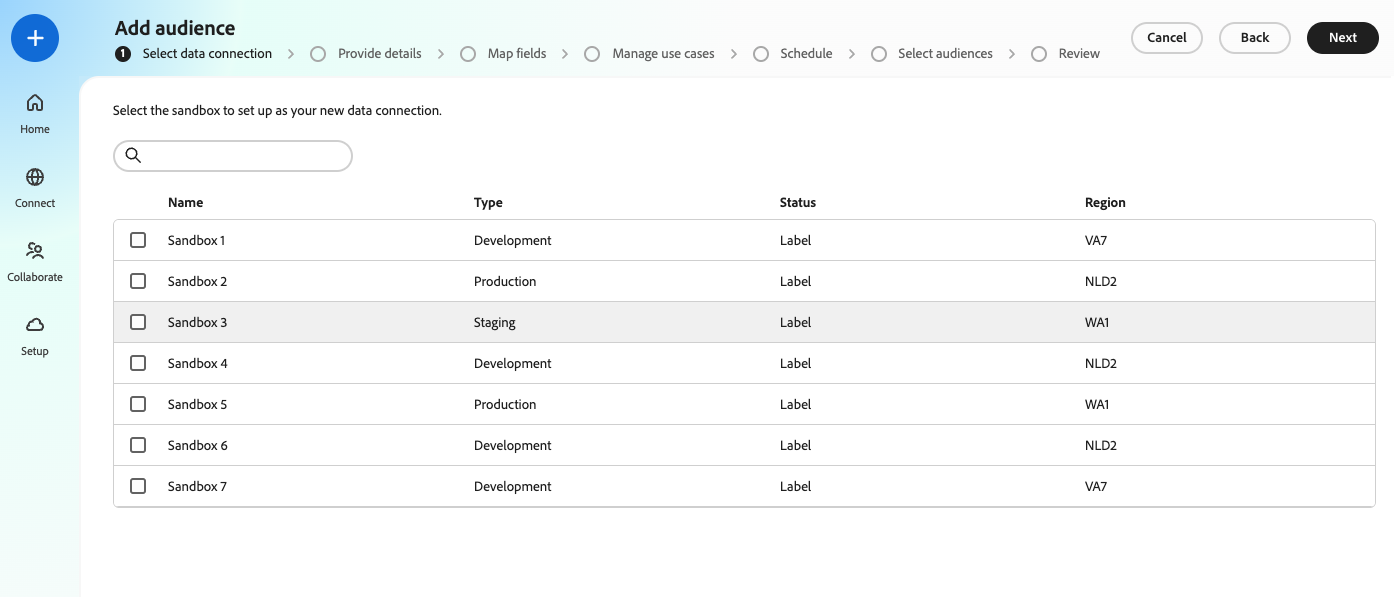 Add audience
1 Select data connection Provide details Map fields Manage use cases Schedule Select audiences Review
Cancel Back Next
Home
Connect
Collaborate
Setup
Select the sandbox to set up as your new data connection.
Name Type Status Region
Sandbox 1 Development Label VA7
Sandbox 2 Production Label NLD2
Sandbox 3 Staging Label WA1
Sandbox 4 Development Label NLD2
Sandbox 5 Production Label WA1
Sandbox 6 Development Label NLD2
Sandbox 7 Development Label VA7